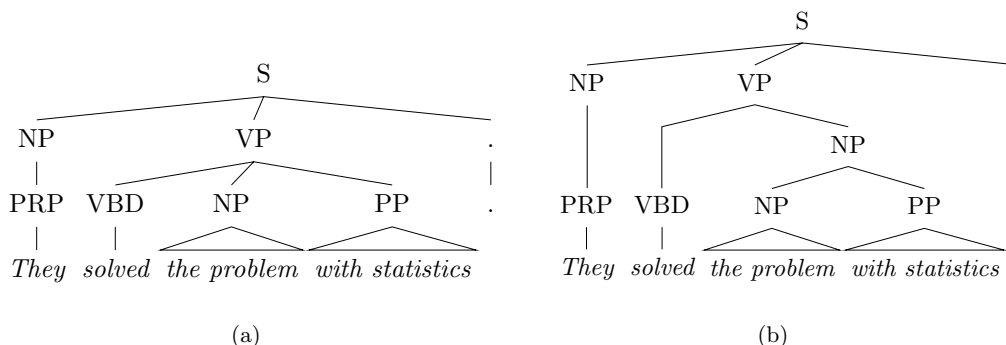 S
NP VP .
PRP VBD NP PP .
They solved the problem with statistics
(a)
S
NP VP
NP
PRP VBD NP PP
They solved the problem with statistics
(b)